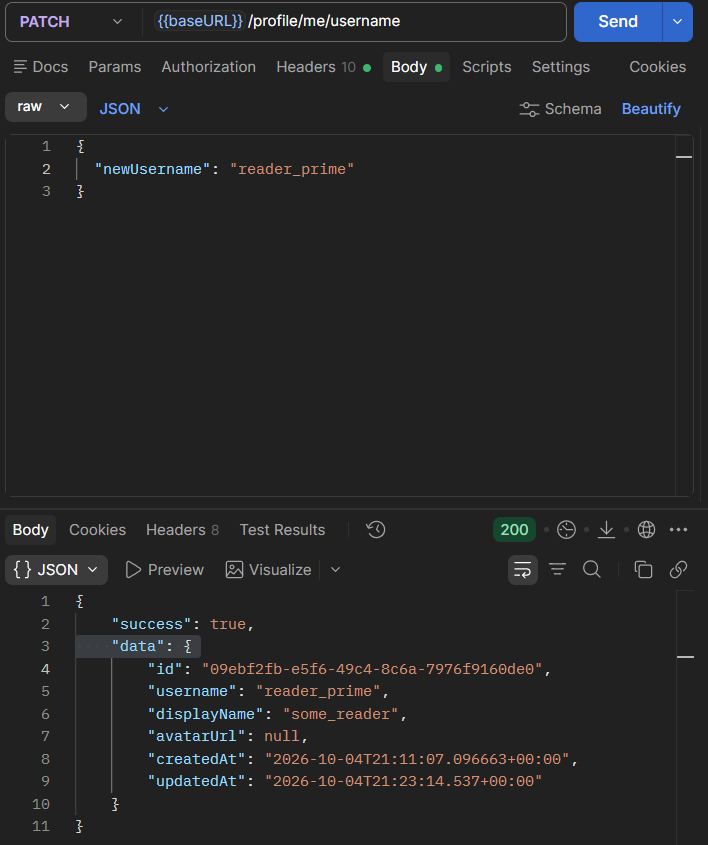 PATCH {{baseURL}} /profile/me/username Send
Docs Params Authorization Headers 10 Body Scripts Settings Cookies
raw JSON Schema Beautify
1 {
2 "newUsername": "reader_prime"
3 }
Body Cookies Headers 8 Test Results 200
{} JSON Preview Visualize
1 {
2 "success": true,
3 "data": {
4 "id": "09ebf2fb-e5f6-49c4-8c6a-7976f9160de0",
5 "username": "reader_prime",
6 "displayName": "some_reader",
7 "avatarUrl": null,
8 "createdAt": "2026-10-04T21:11:07.096663+00:00",
9 "updatedAt": "2026-10-04T21:23:14.537+00:00"
10 }
11 }